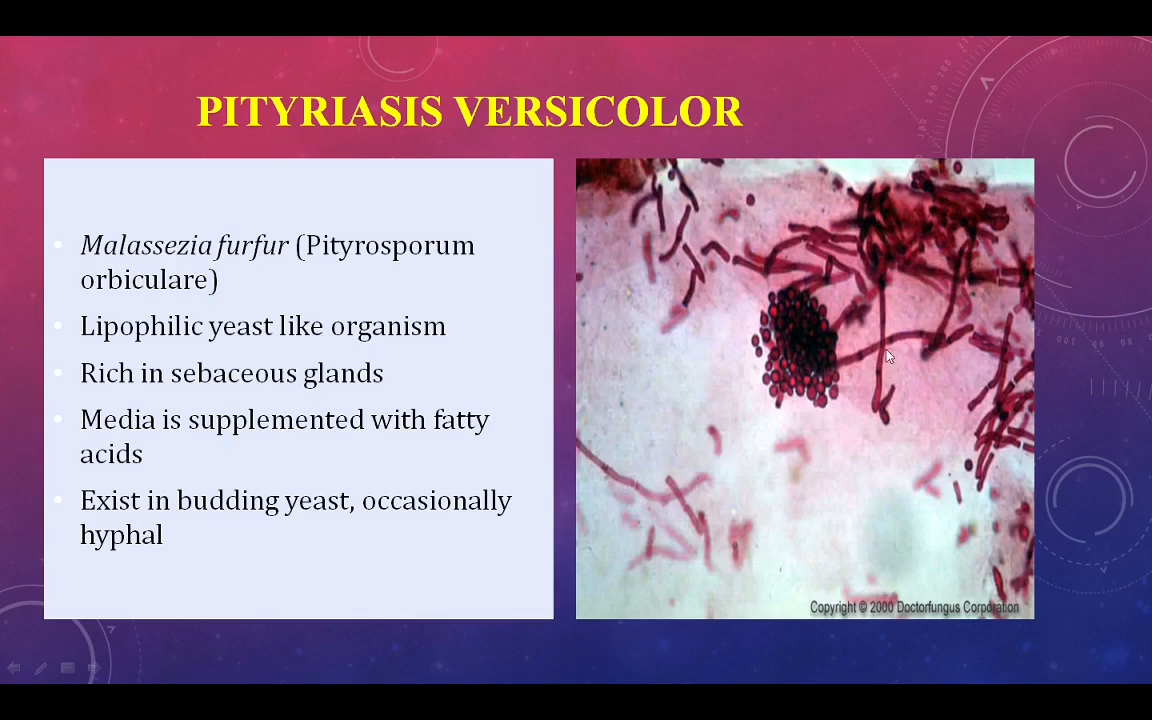 PITYRIASIS VERSICOLOR
Malassezia furfur (Pityrosporum
orbiculare)
Lipophilic yeast like organism
Rich in sebaceous glands
Media is supplemented with fatty
acids
Exist in budding yeast, occasionally
hyphal
Copyright © 2000 Doctorfungus Corporation